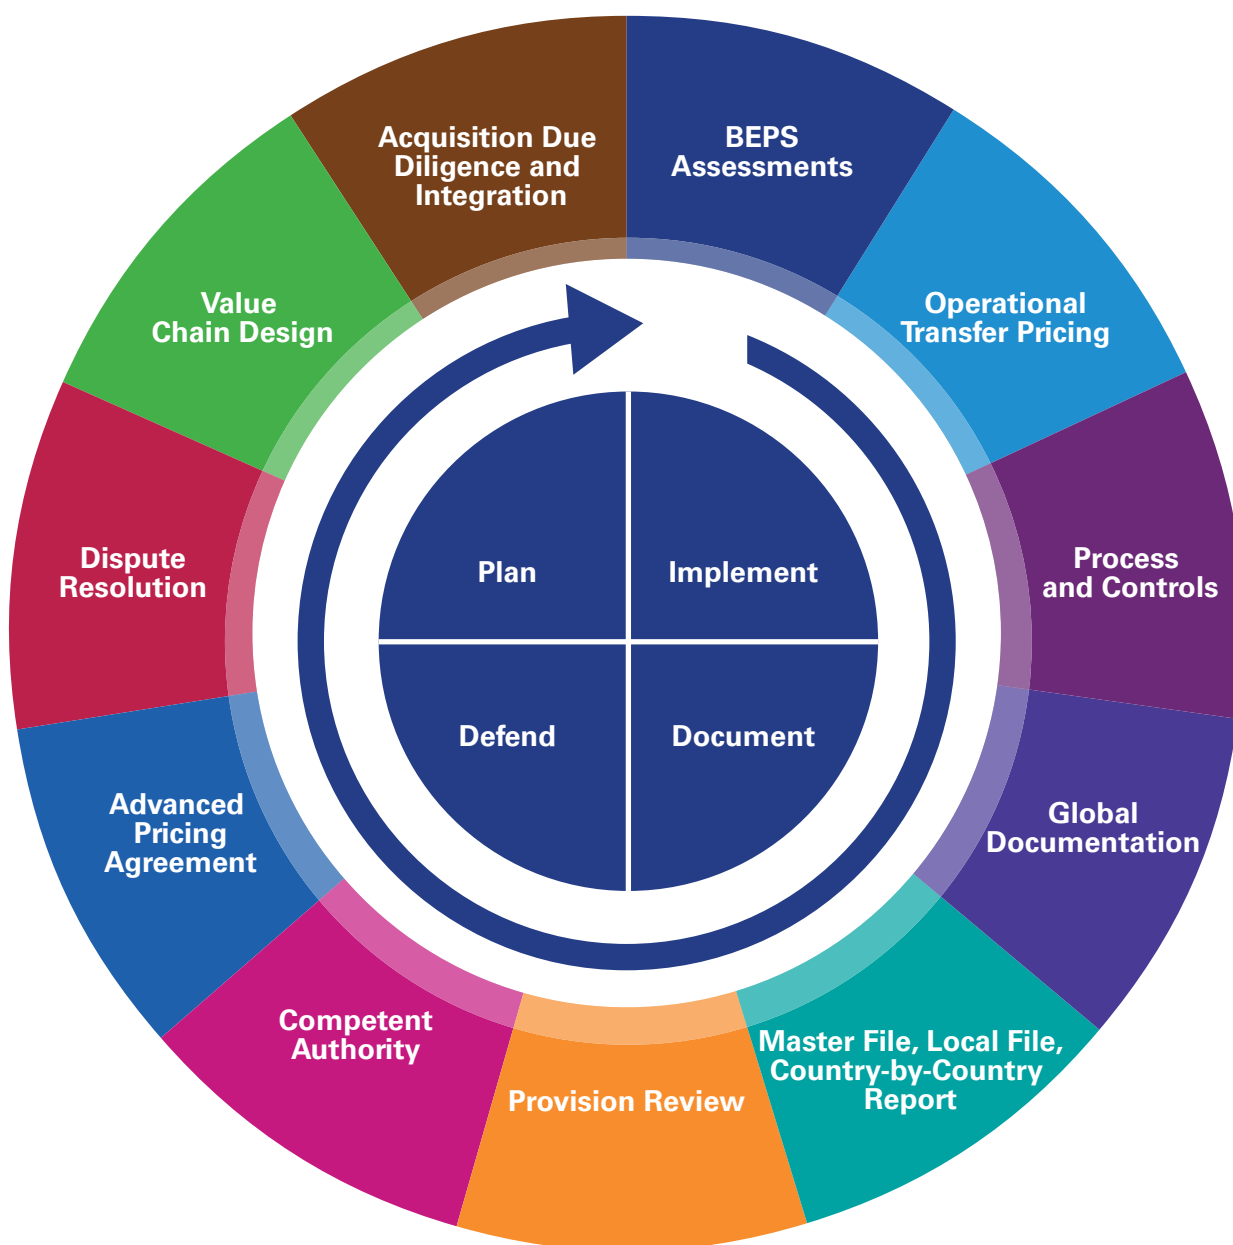 BEPS
Assessments
Operational
Transfer Pricing
Process
and Controls
Global
Documentation
Master File, Local File,
Country-by-Country
Report
Provision Review
Competent
Authority
Advanced
Pricing
Agreement
Dispute
Resolution
Value
Chain Design
Acquisition Due
Diligence and
Integration
Plan
Implement
Document
Defend